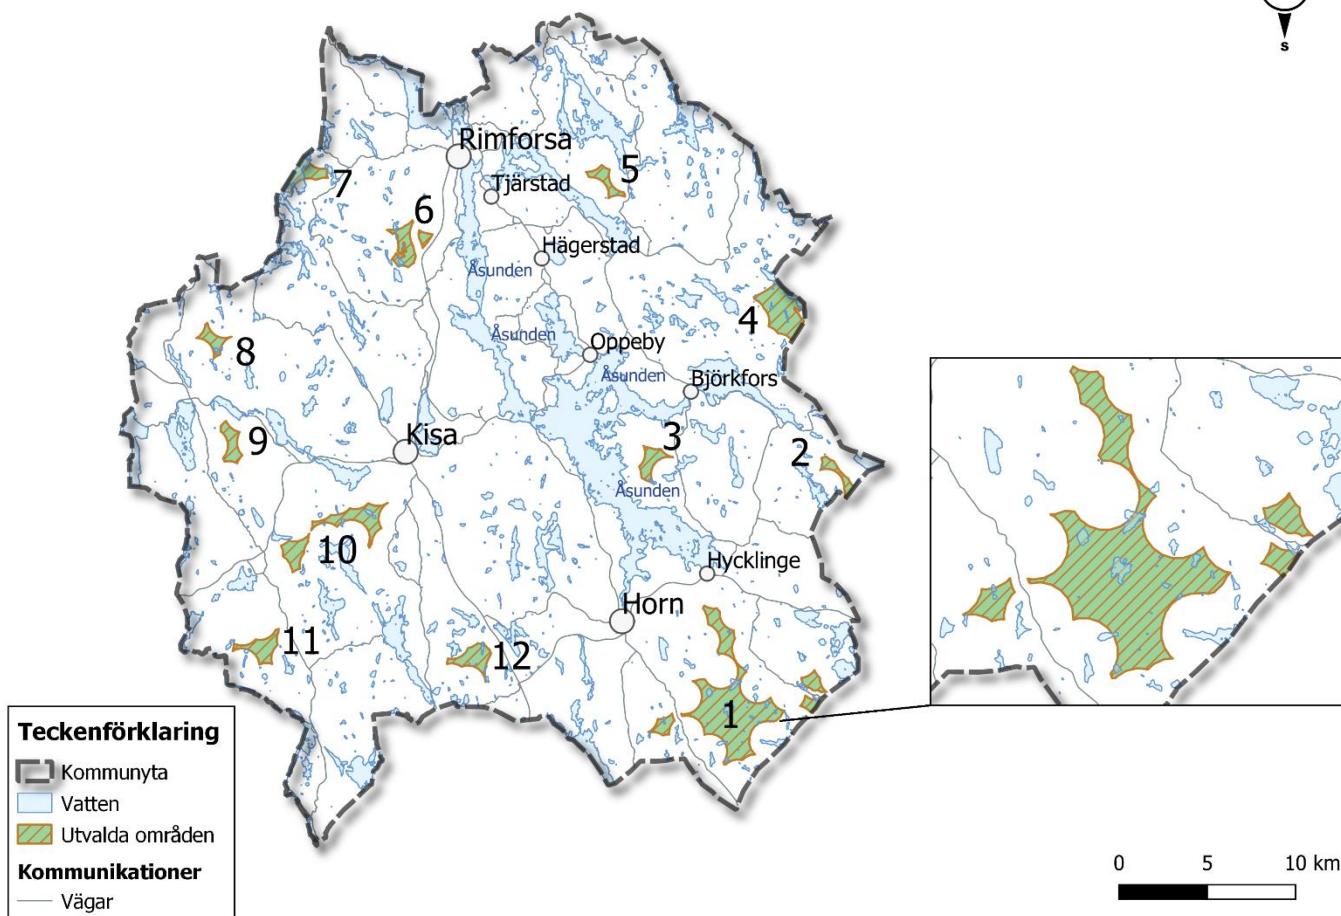 S
Rimforsa
5
7
Tjärstad
6
Hägerstad
Åsunden
4
8
Åsunden
Oppeby
Åsunden
Björkfors
9
Kisa
3
2
Åsunden
10
Hycklinge
Horn
11
12
1
Teckenförklaring
Kommunyta
Vatten
Utvalda områden
Kommunikationer
Vägar
0 5 10 km